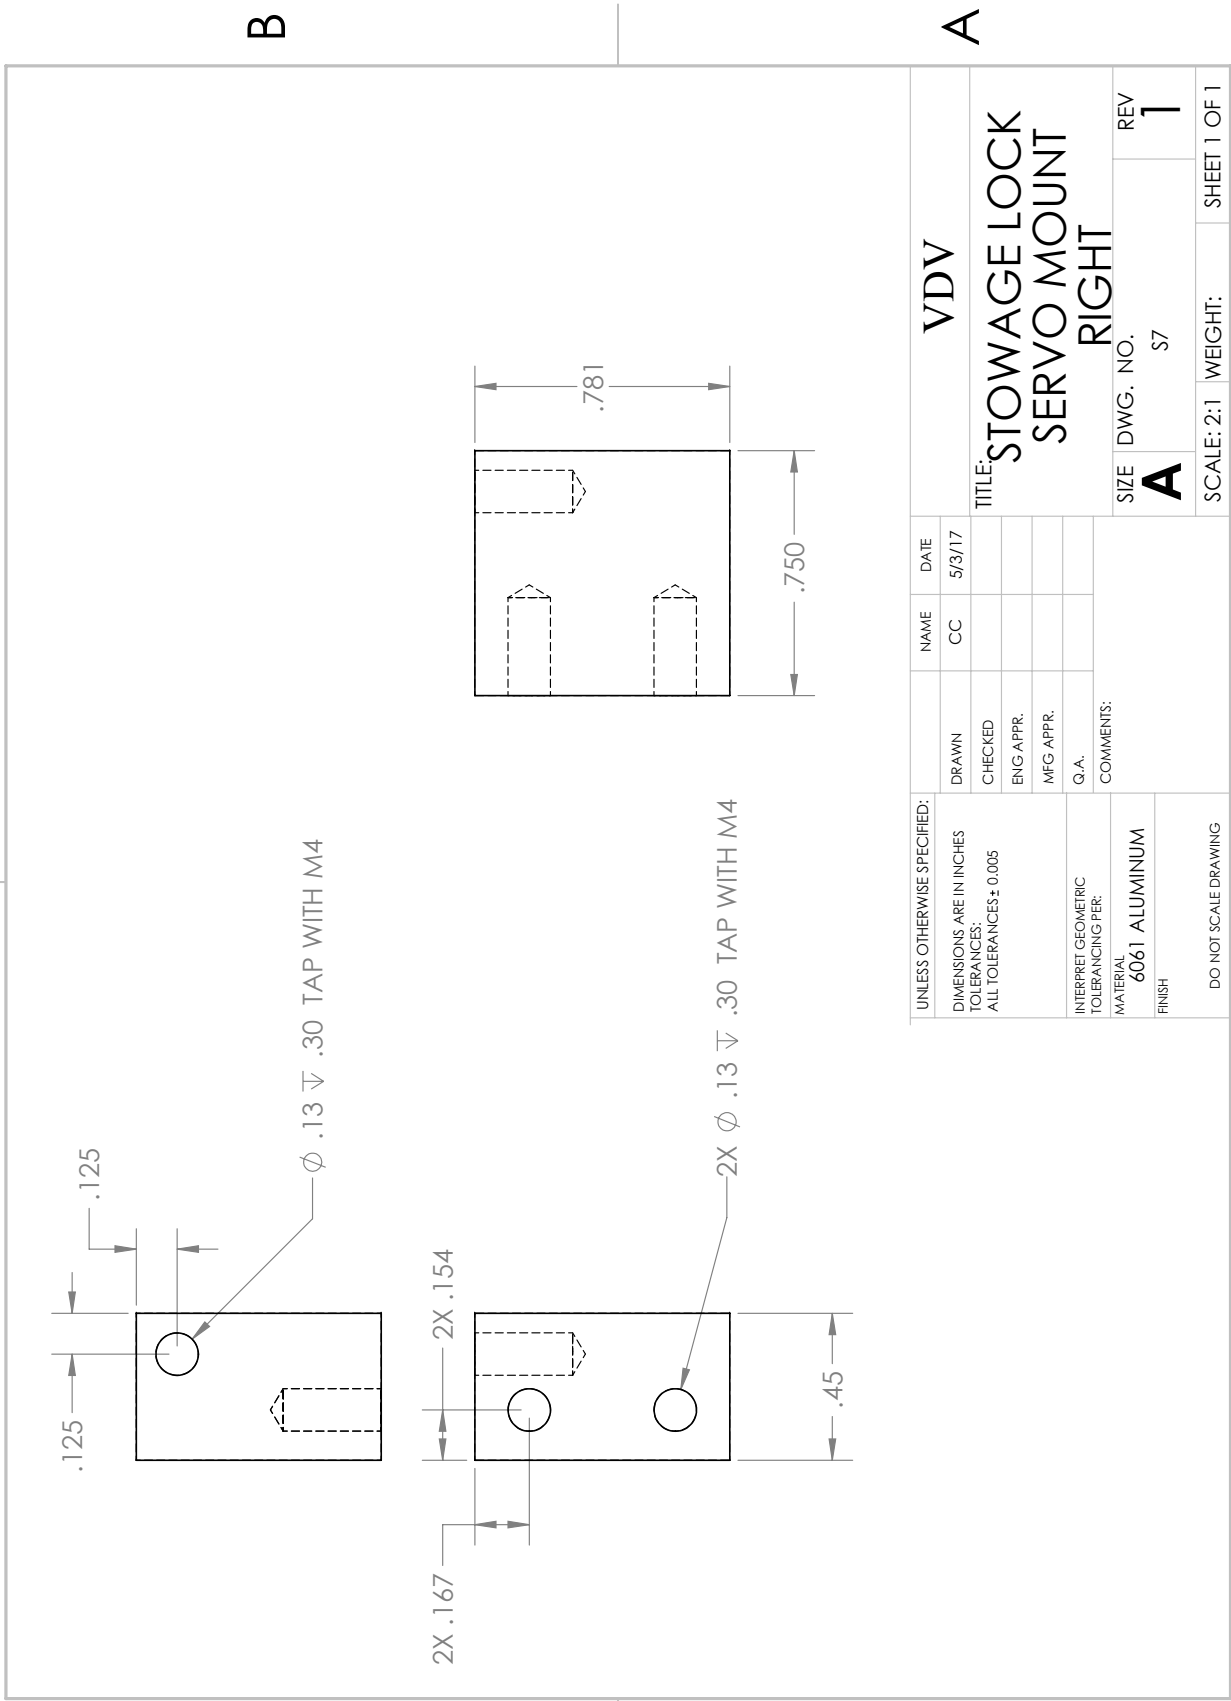 B
A
.125
.125
⌀ .13 ↧ .30 TAP WITH M4
2X .154
2X .167
2X ⌀ .13 ↧ .30 TAP WITH M4
.45
.781
.750
UNLESS OTHERWISE SPECIFIED:
DIMENSIONS ARE IN INCHES
TOLERANCES:
ALL TOLERANCES± 0.005
INTERPRET GEOMETRIC
TOLERANCING PER:
MATERIAL
6061 ALUMINUM
FINISH
DO NOT SCALE DRAWING
NAME DATE
DRAWN CC 5/3/17
CHECKED
ENG APPR.
MFG APPR.
Q.A.
COMMENTS:
VDV
TITLE:
STOWAGE LOCK
SERVO MOUNT
RIGHT
SIZE DWG. NO. REV
A S7 1
SCALE: 2:1 WEIGHT: SHEET 1 OF 1